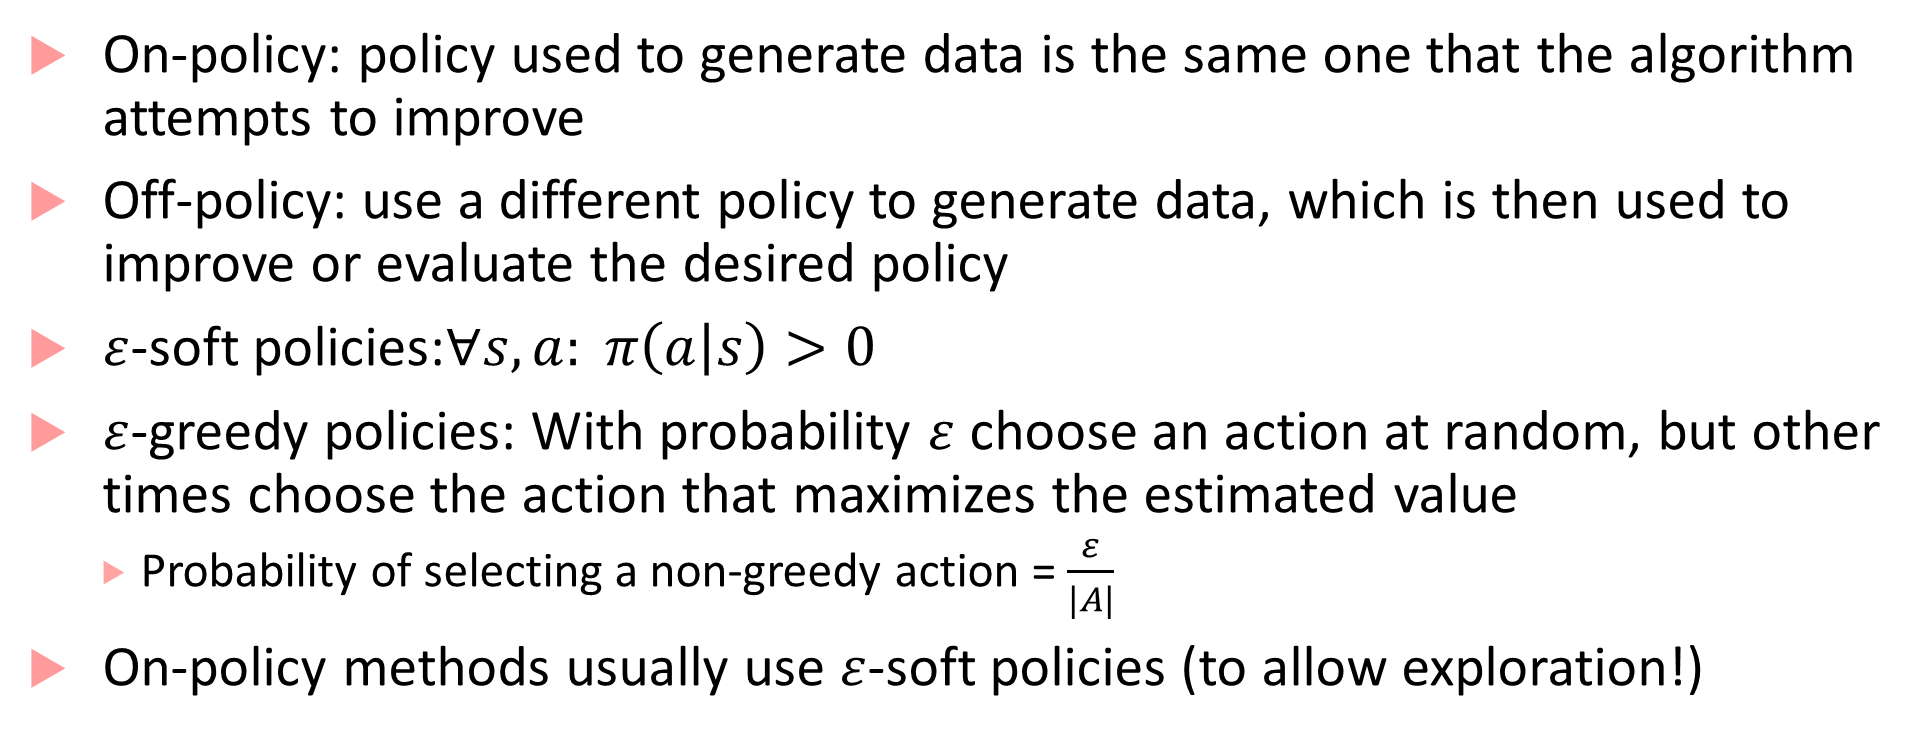 On-policy: policy used to generate data is the same one that the algorithm
attempts to improve
Off-policy: use a different policy to generate data, which is then used to
improve or evaluate the desired policy
𝜀-soft policies:∀𝑠, 𝑎: 𝜋(𝑎|𝑠) > 0
𝜀-greedy policies: With probability 𝜀 choose an action at random, but other
times choose the action that maximizes the estimated value
Probability of selecting a non-greedy action = 𝜀/|𝐴|
On-policy methods usually use 𝜀-soft policies (to allow exploration!)